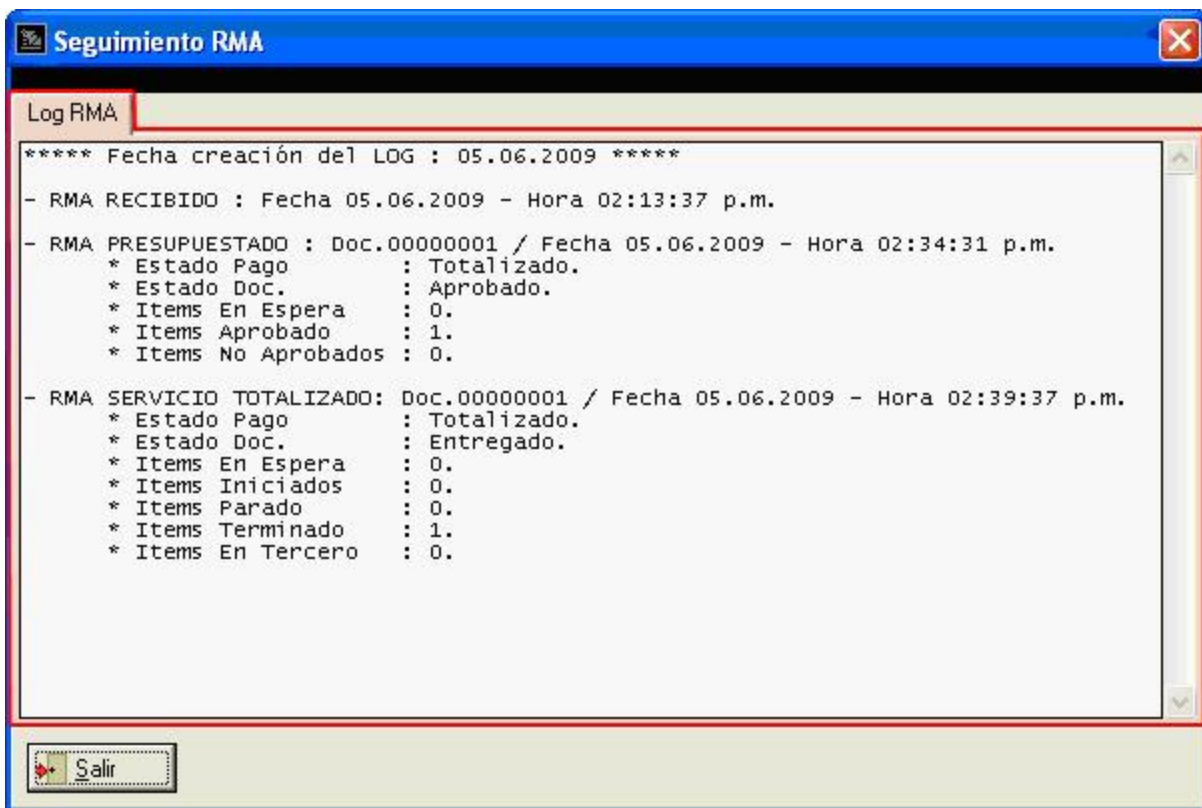 Seguimiento RMA
Log RMA
***** Fecha creación del LOG : 05.06.2009 *****
- RMA RECIBIDO : Fecha 05.06.2009 - Hora 02:13:37 p.m.
- RMA PRESUPUESTADO : Doc.00000001 / Fecha 05.06.2009 - Hora 02:34:31 p.m.
* Estado Pago : Totalizado.
* Estado Doc. : Aprobado.
* Items En Espera : 0.
* Items Aprobado : 1.
* Items No Aprobados : 0.
- RMA SERVICIO TOTALIZADO: Doc.00000001 / Fecha 05.06.2009 - Hora 02:39:37 p.m.
* Estado Pago : Totalizado.
* Estado Doc. : Entregado.
* Items En Espera : 0.
* Items Iniciados : 0.
* Items Parado : 0.
* Items Terminado : 1.
* Items En Tercero : 0.
Salir